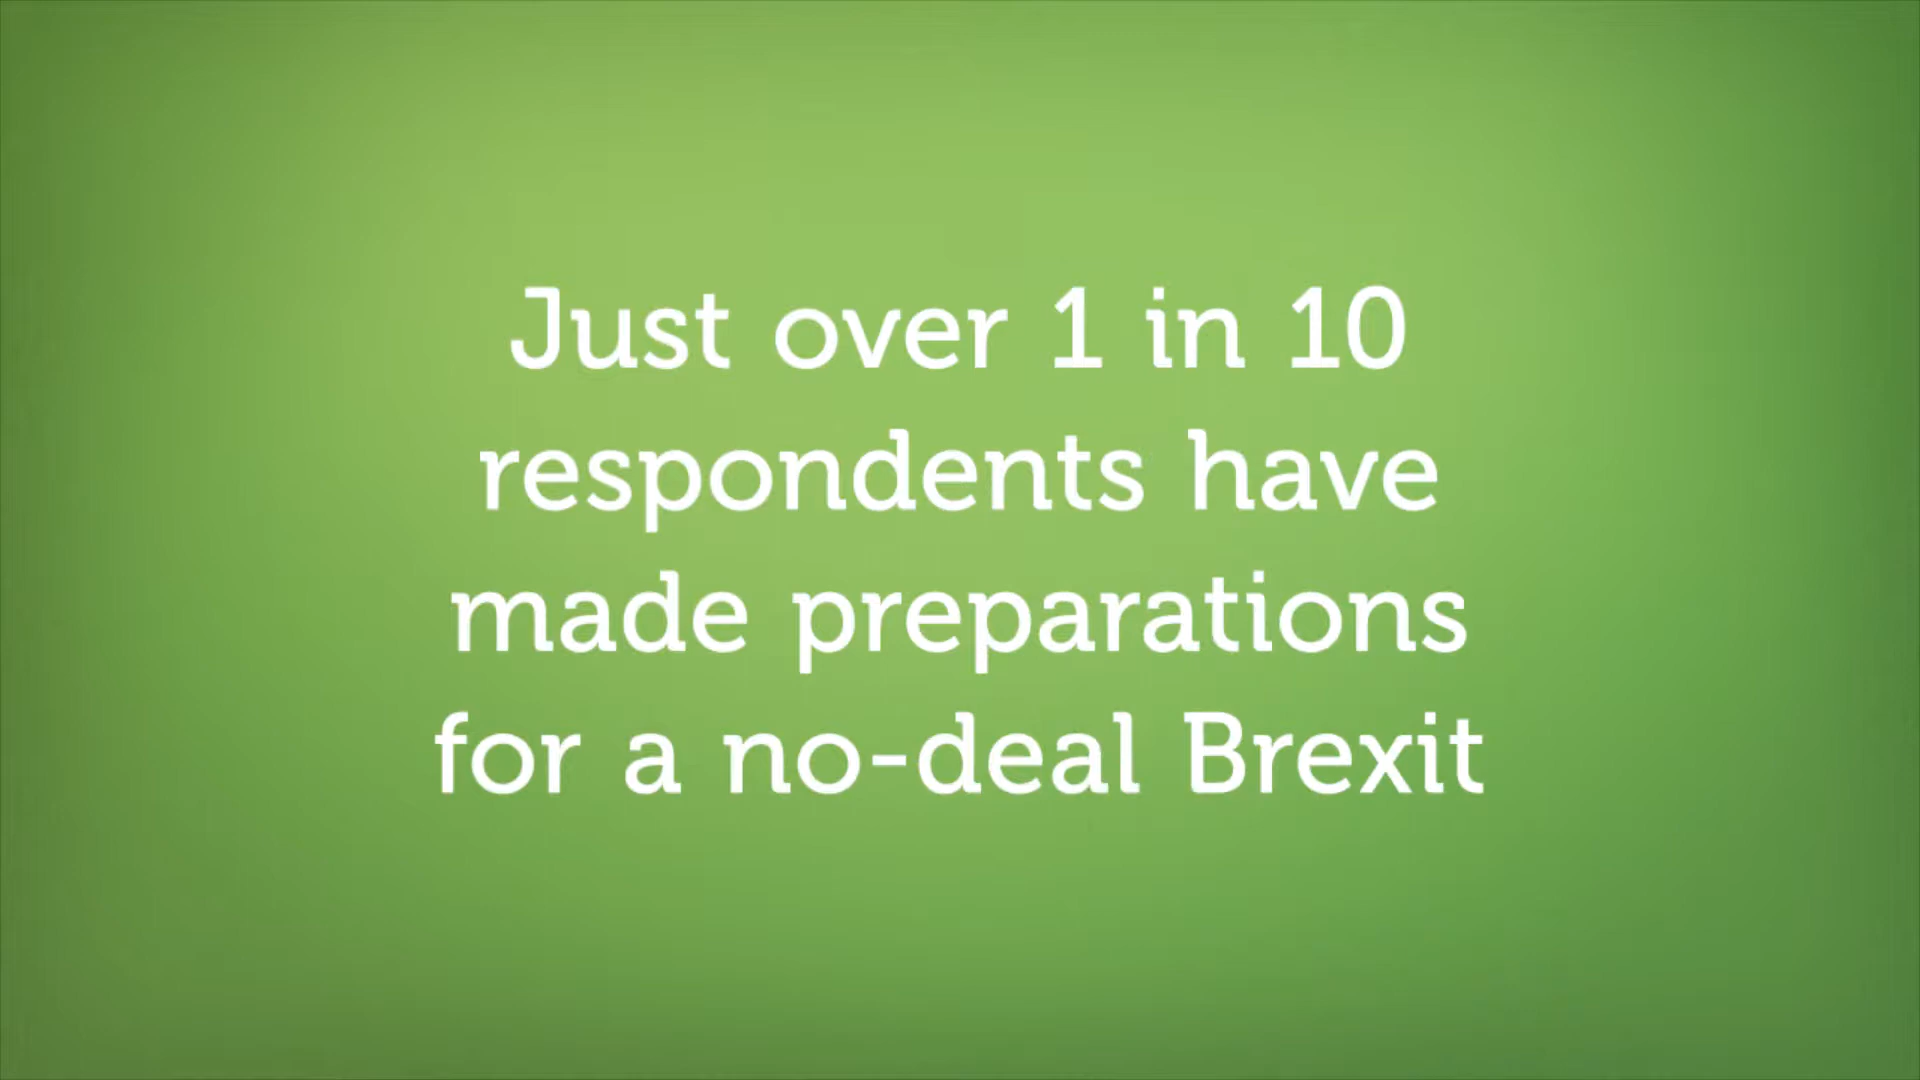 Just over 1 in 10
respondents have
made preparations
for a no-deal Brexit